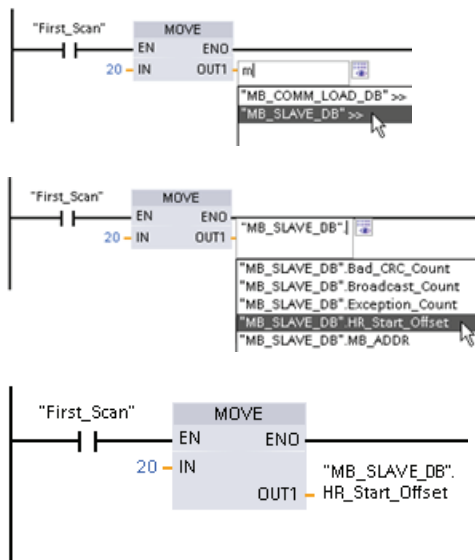 "First_Scan"
MOVE
EN ENO
20 IN OUT1 m
"MB_COMM_LOAD_DB" >>
"MB_SLAVE_DB" >>
"First_Scan"
MOVE
EN ENO
20 IN OUT1 "MB_SLAVE_DB".
"MB_SLAVE_DB".Bad_CRC_Count
"MB_SLAVE_DB".Broadcast_Count
"MB_SLAVE_DB".Exception_Count
"MB_SLAVE_DB".HR_Start_Offset
"MB_SLAVE_DB".MB_ADDR
"First_Scan"
MOVE
EN ENO
20 IN
"MB_SLAVE_DB".
OUT1 HR_Start_Offset